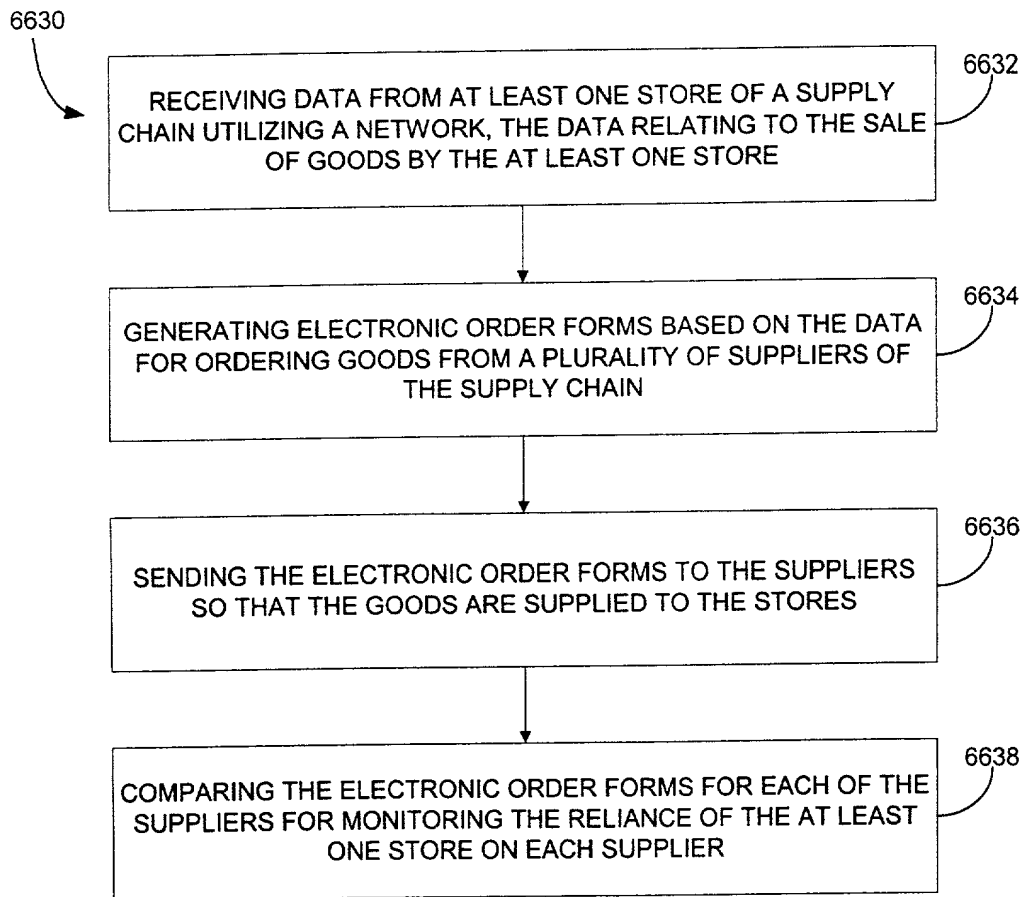 6630
6632
RECEIVING DATA FROM AT LEAST ONE STORE OF A SUPPLY
CHAIN UTILIZING A NETWORK, THE DATA RELATING TO THE SALE
OF GOODS BY THE AT LEAST ONE STORE
6634
GENERATING ELECTRONIC ORDER FORMS BASED ON THE DATA
FOR ORDERING GOODS FROM A PLURALITY OF SUPPLIERS OF
THE SUPPLY CHAIN
6636
SENDING THE ELECTRONIC ORDER FORMS TO THE SUPPLIERS
SO THAT THE GOODS ARE SUPPLIED TO THE STORES
6638
COMPARING THE ELECTRONIC ORDER FORMS FOR EACH OF THE
SUPPLIERS FOR MONITORING THE RELIANCE OF THE AT LEAST
ONE STORE ON EACH SUPPLIER